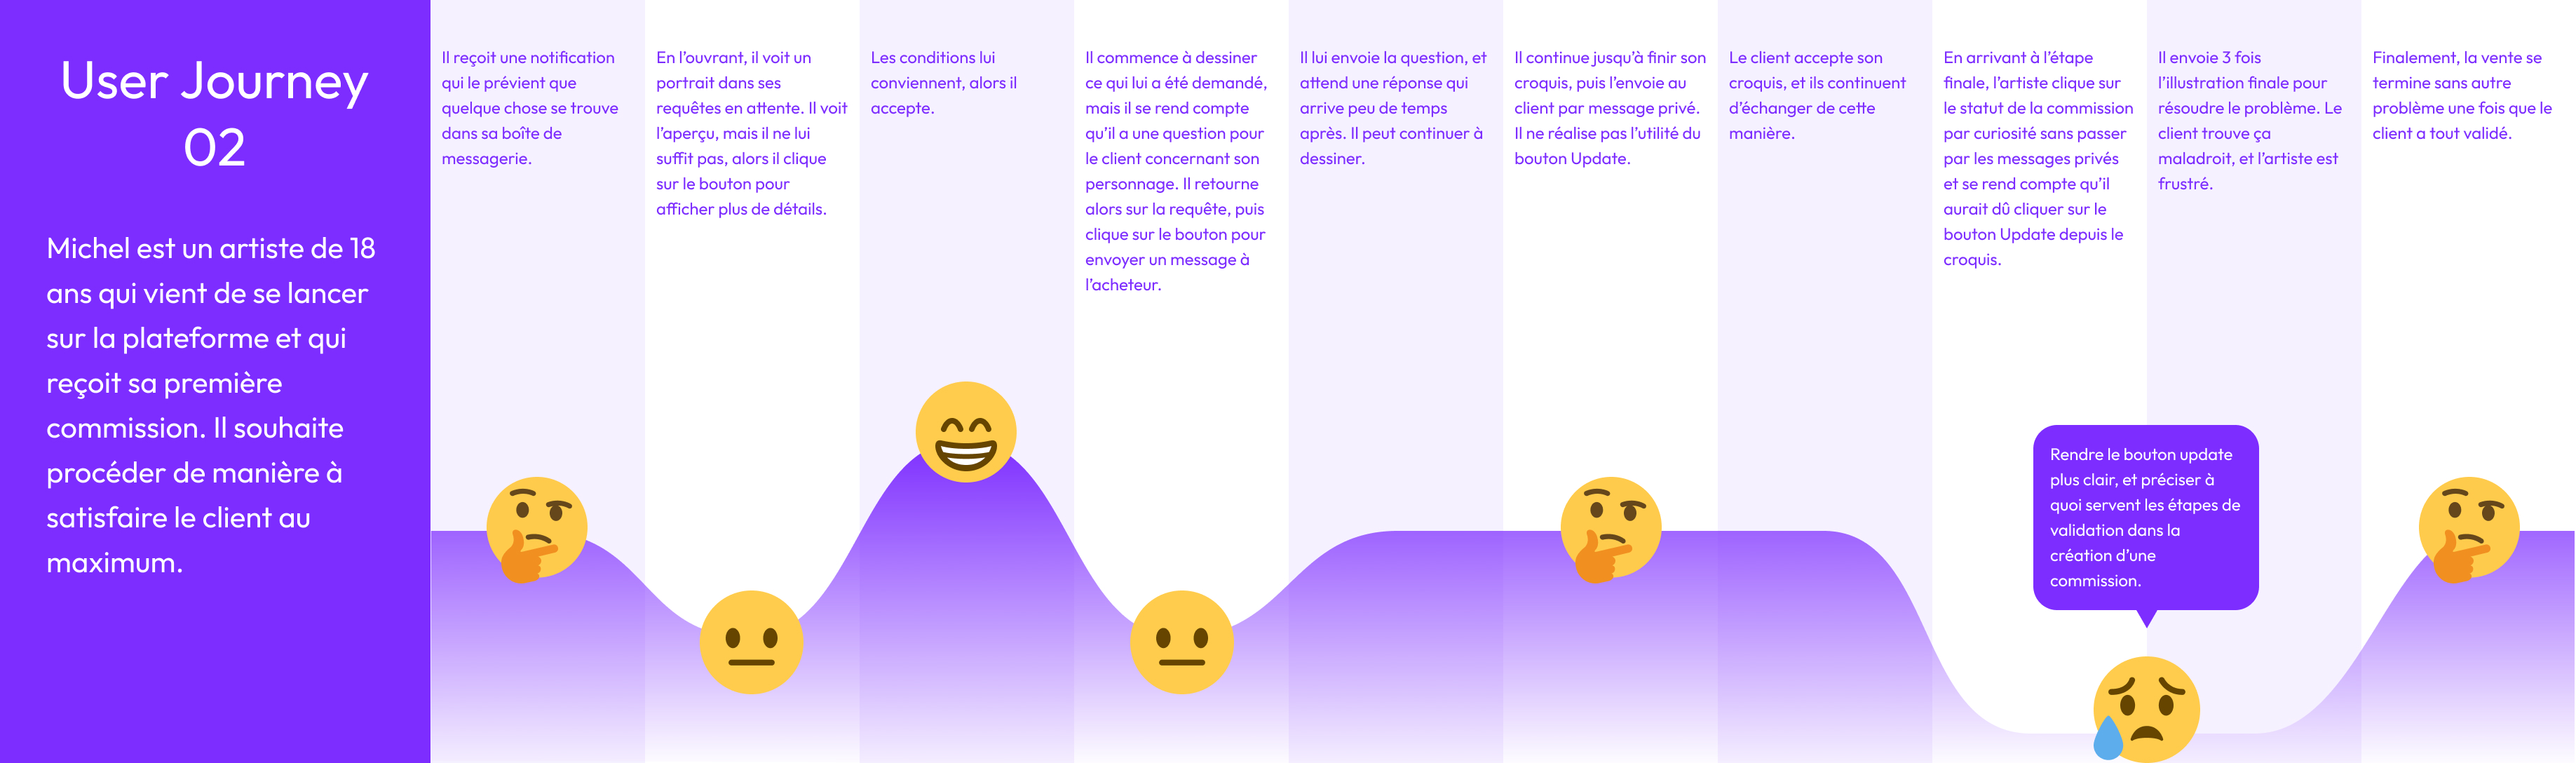 User Journey
02
Michel est un artiste de 18
ans qui vient de se lancer
sur la plateforme et qui
reçoit sa première
commission. Il souhaite
procéder de manière à
satisfaire le client au
maximum.
Il reçoit une notification
qui le prévient que
quelque chose se trouve
dans sa boîte de
messagerie.
En l’ouvrant, il voit un
portrait dans ses
requêtes en attente. Il voit
l’aperçu, mais il ne lui
suffit pas, alors il clique
sur le bouton pour
afficher plus de détails.
Les conditions lui
conviennent, alors il
accepte.
Il commence à dessiner
ce qui lui a été demandé,
mais il se rend compte
qu’il a une question pour
le client concernant son
personnage. Il retourne
alors sur la requête, puis
clique sur le bouton pour
envoyer un message à
l’acheteur.
Il lui envoie la question, et
attend une réponse qui
arrive peu de temps
après. Il peut continuer à
dessiner.
Il continue jusqu’à finir son
croquis, puis l’envoie au
client par message privé.
Il ne réalise pas l’utilité du
bouton Update.
Le client accepte son
croquis, et ils continuent
d’échanger de cette
manière.
En arrivant à l’étape
finale, l’artiste clique sur
le statut de la commission
par curiosité sans passer
par les messages privés
et se rend compte qu’il
aurait dû cliquer sur le
bouton Update depuis le
croquis.
Il envoie 3 fois
l’illustration finale pour
résoudre le problème. Le
client trouve ça
maladroit, et l’artiste est
frustré.
Finalement, la vente se
termine sans autre
problème une fois que le
client a tout validé.
Rendre le bouton update
plus clair, et préciser à
quoi servent les étapes de
validation dans la
création d’une
commission.